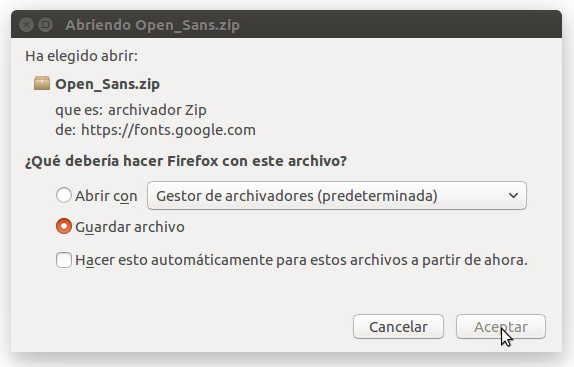 Abriendo Open_Sans.zip
Ha elegido abrir:
Open_Sans.zip
que es: archivador Zip
de: https://fonts.google.com
¿Qué debería hacer Firefox con este archivo?
Abrir con Gestor de archivadores (predeterminada)
Guardar archivo
Hacer esto automáticamente para estos archivos a partir de ahora.
Cancelar Aceptar